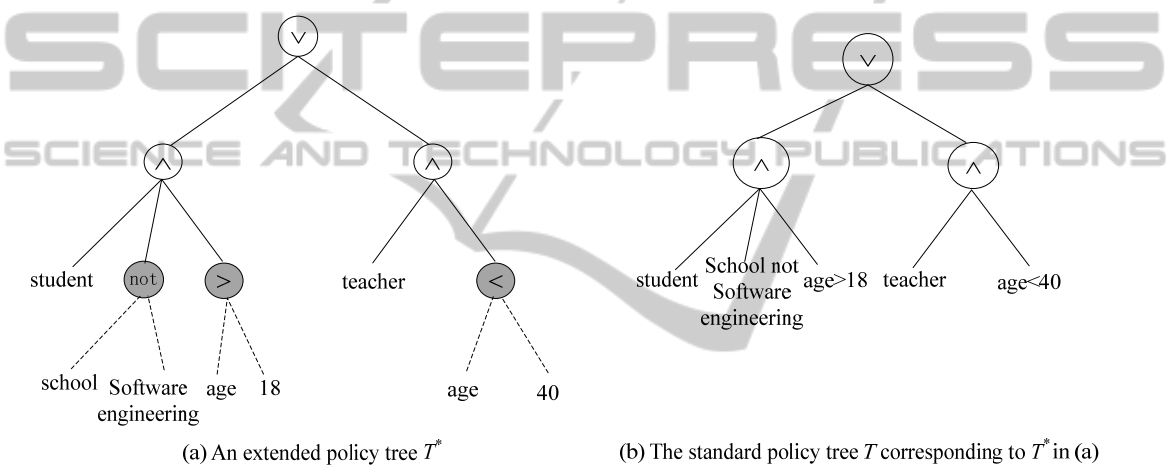 SCITEPRESS
SCIENCE AND TECHNOLOGY PUBLICATIONS
∨
∧
∧
student
not
>
teacher
<
school
Software
engineering
age
18
age
40
(a) An extended policy tree T*
∨
∧
∧
student
School not
Software
engineering
age>18
teacher
age<40
(b) The standard policy tree T corresponding to T* in (a)